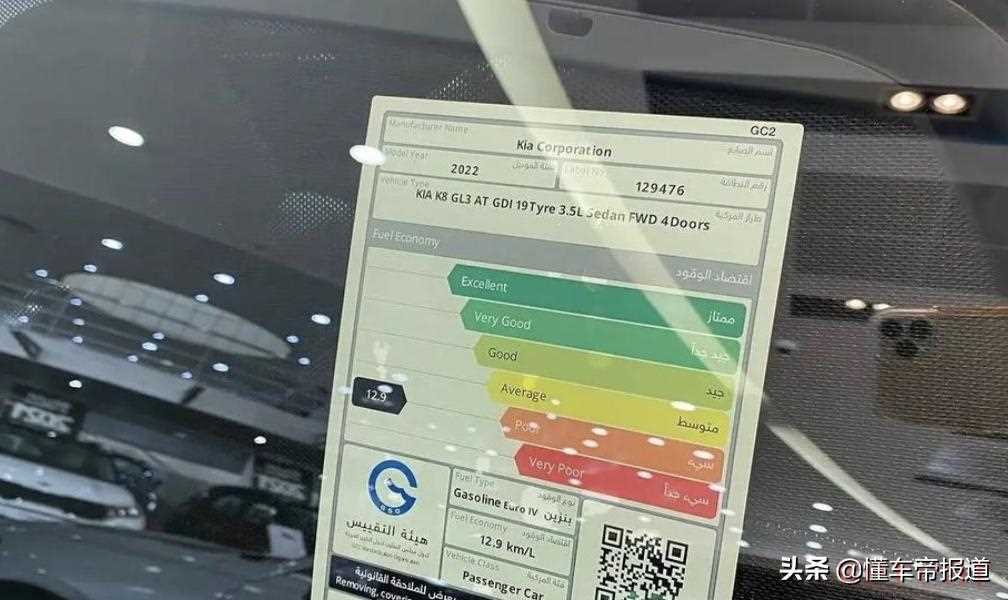 GC2
Manufacturer Name اسم الصانع
Kia Corporation
Model Year سنة الموديل
2022
رقم البطاقة
129476
Vehicle Type طراز المركبة
KIA K8 GL3 AT GDI 19Tyre 3.5L Sedan FWD 4Doors
Fuel Economy اقتصاد الوقود
Excellent ممتاز
Very Good جيد جداً
Good جيد
Average متوسط
12.9
Poor سيء
Very Poor سيء جداً
GSO
هيئة التقييس
Fuel Type نوع الوقود
Gasoline Euro IV بنزين
Fuel Economy اقتصاد الوقود
12.9 km/L
Vehicle Class فئة المركبة
Passenger Car
يعرض للملاحقة القانونية
Removing,
头条 @懂车帝报道